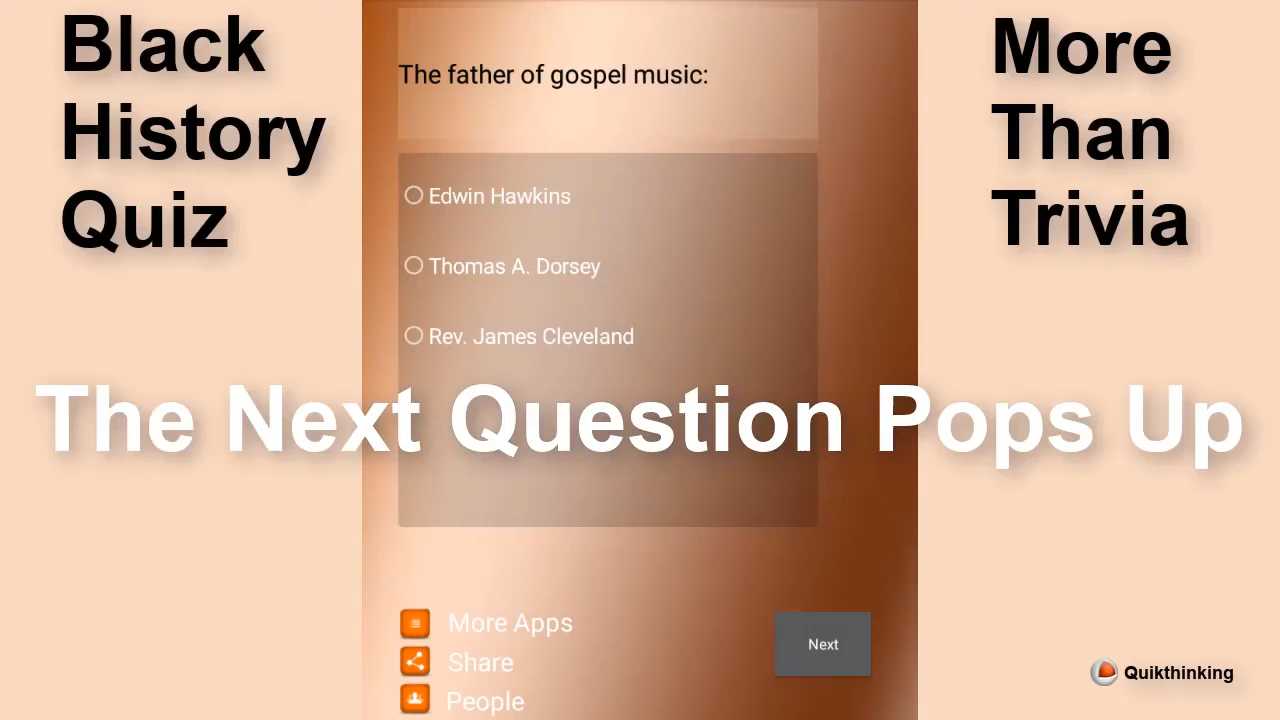 Black
History
Quiz
More
Than
Trivia
The father of gospel music:
Edwin Hawkins
Thomas A. Dorsey
Rev. James Cleveland
The Next Question Pops Up
More Apps
Share
People
Next
Quikthinking